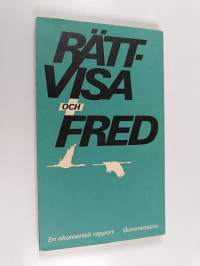 RÄTT-
VISA
OCH
FRED
En ekumenisk rapport Gummessons